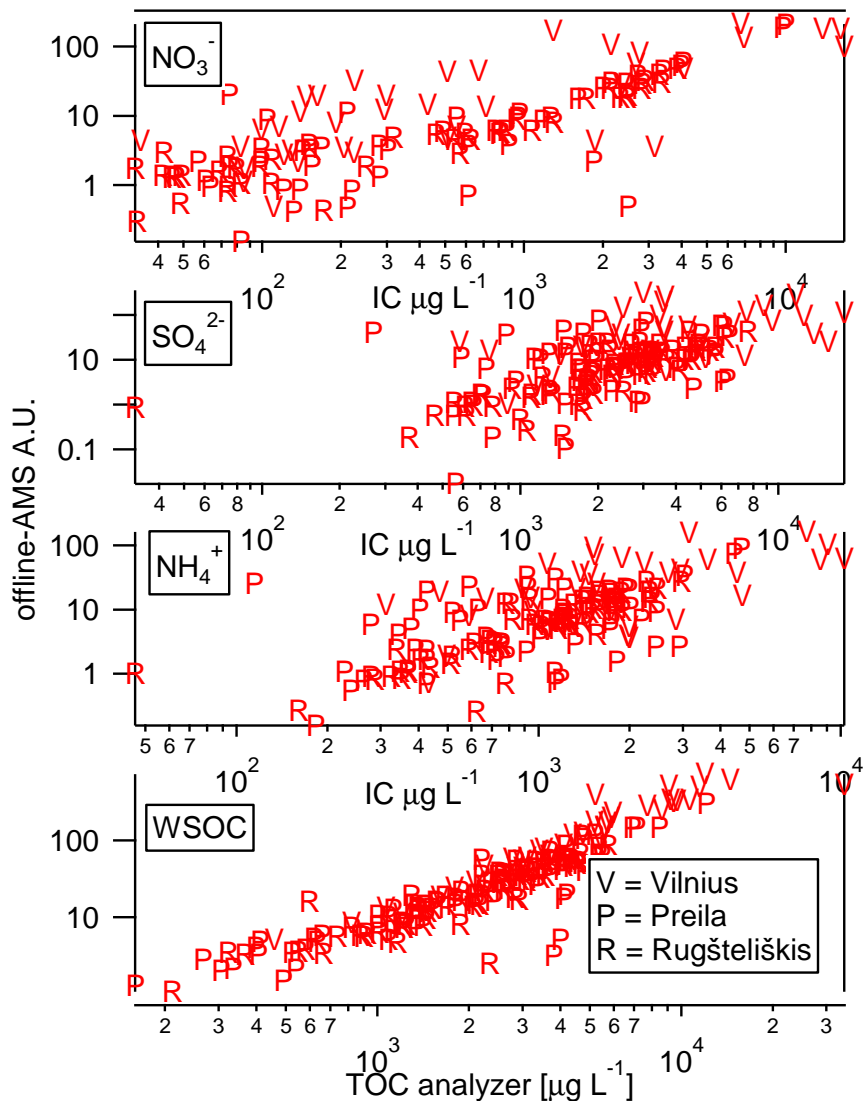 offline-AMS A.U.
NO3-
100
10
1
4 5 6 2 3 4 5 6 2 3 4 5 6
10^2 10^3 10^4
IC μg L-1
SO4 2-
10
0.1
4 6 8 2 4 6 8 2 4 6 8
10^2 10^3 10^4
IC μg L-1
NH4+
100
10
1
5 6 7 2 3 4 5 6 7 2 3 4 5 6 7
10^2 10^3 10^4
IC μg L-1
WSOC
100
10
V = Vilnius
P = Preila
R = Rugšteliškis
2 3 4 5 6 7 2 3 4 5 6 7 2 3
10^3 10^4
TOC analyzer [μg L-1]